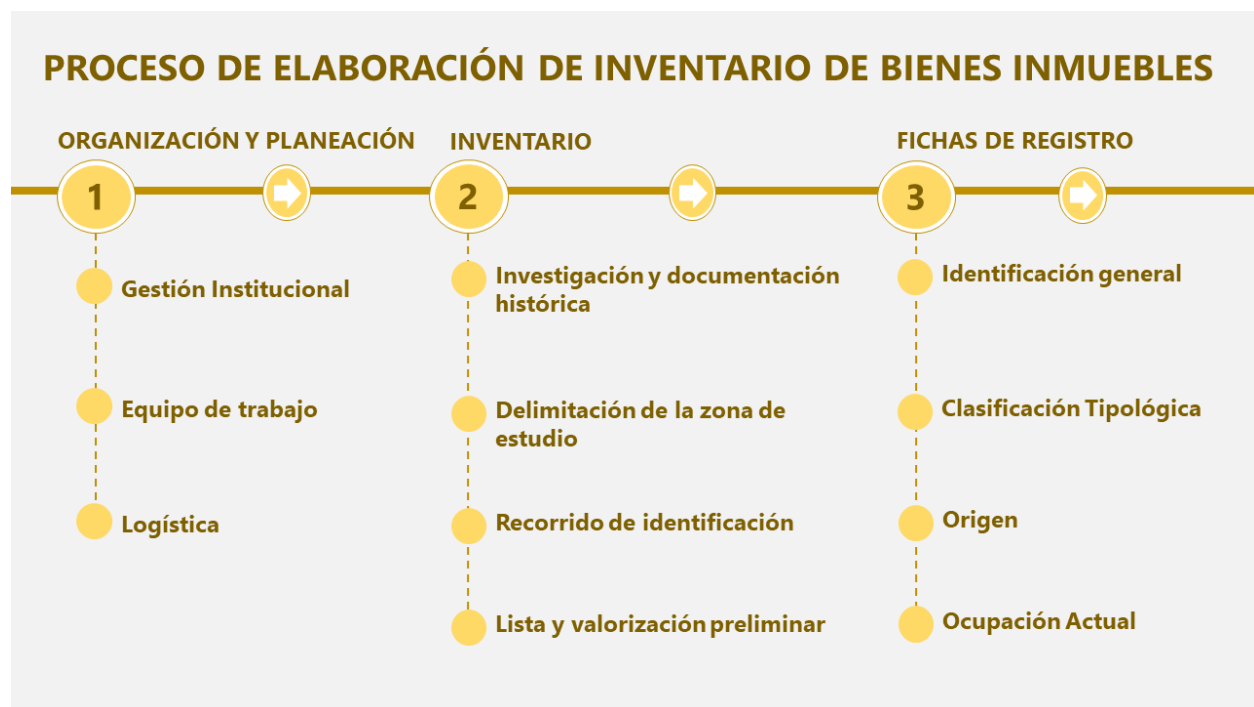 PROCESO DE ELABORACIÓN DE INVENTARIO DE BIENES INMUEBLES
ORGANIZACIÓN Y PLANEACIÓN
1
Gestión Institucional
Equipo de trabajo
Logística
INVENTARIO
2
Investigación y documentación
histórica
Delimitación de la zona de
estudio
Recorrido de identificación
Lista y valorización preliminar
FICHAS DE REGISTRO
3
Identificación general
Clasificación Tipológica
Origen
Ocupación Actual